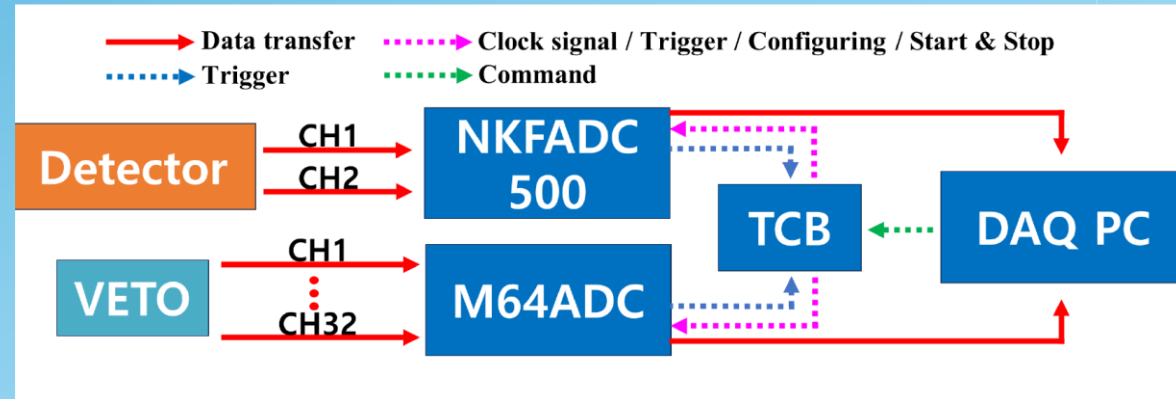 Data transfer
Clock signal / Trigger / Configuring / Start & Stop
Trigger
Command
Detector
CH1
CH2
NKFADC
500
TCB
DAQ PC
VETO
CH1
CH32
M64ADC